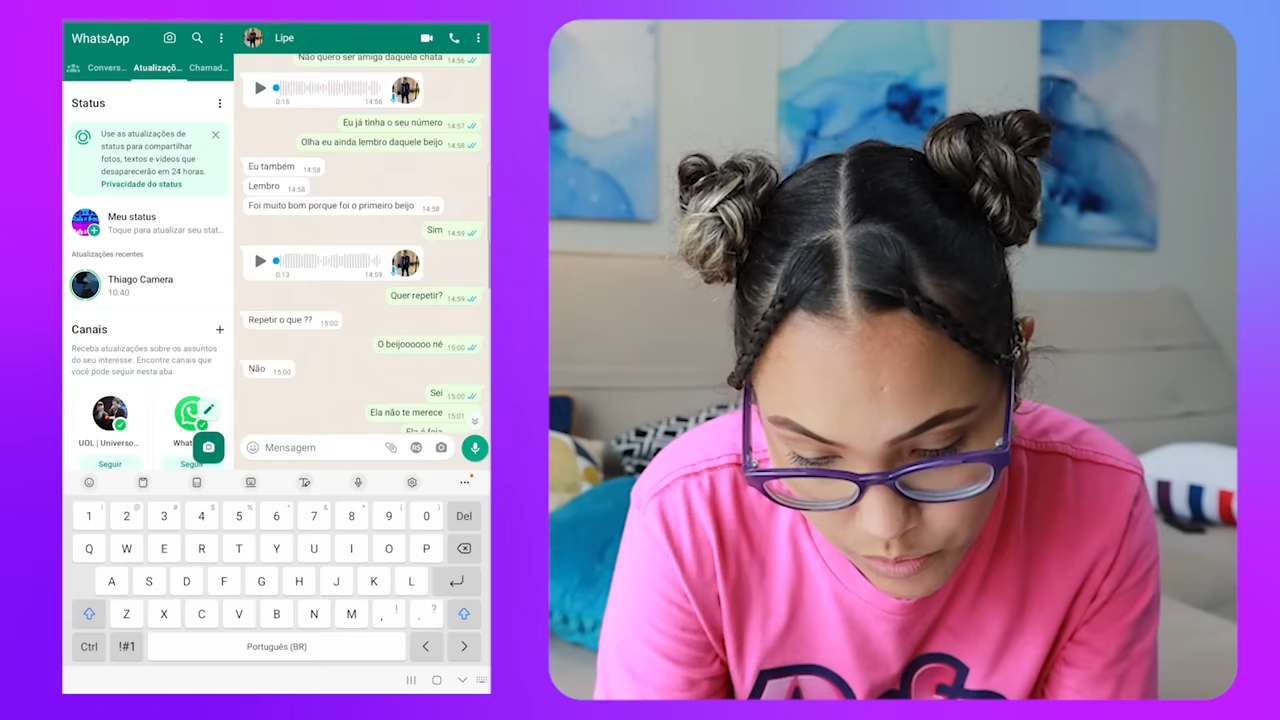 WhatsApp
Convers...
Atualizaçõ...
Chamad...
Status
Use as atualizações de
status para compartilhar
fotos, textos e vídeos que
desaparecerão em 24 horas.
Privacidade do status
Meu status
Toque para atualizar seu stat...
Atualizações recentes
Thiago Camera
10:40
Canais
Receba atualizações sobre os assuntos
do seu interesse. Encontre canais que
você pode seguir nesta aba.
UOL | Universo...
Seguir
Lipe
Não quero ser amiga daquela chata 14:56
0:15 14:56
Eu já tinha o seu número 14:57
Olha eu ainda lembro daquele beijo 14:58
Eu também 14:58
Lembro 14:58
Foi muito bom porque foi o primeiro beijo 14:58
Sim 14:59
0:13 14:59
Quer repetir? 14:59
Repetir o que ?? 15:00
O beijoooooo né 15:00
Não 15:00
Sei 15:00
Ela não te merece 15:01
Mensagem
1 2 3 4 5 6 7 8 9 0 Del
Q W E R T Y U I O P
A S D F G H J K L
Z X C V B N M , ! . ?
Ctrl !#1 Português (BR) < >